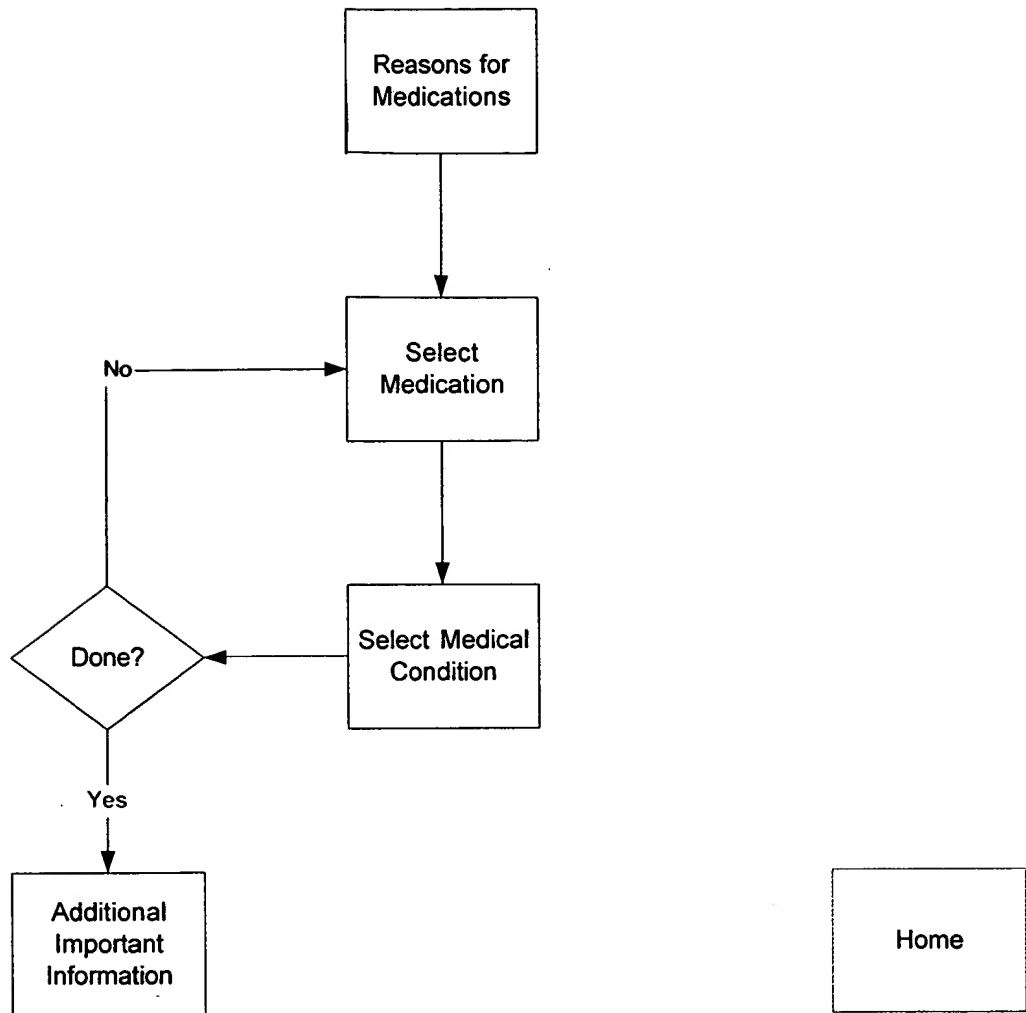 Reasons for
Medications
No
Select
Medication
Done?
Select Medical
Condition
Yes
Additional
Important
Information
Home